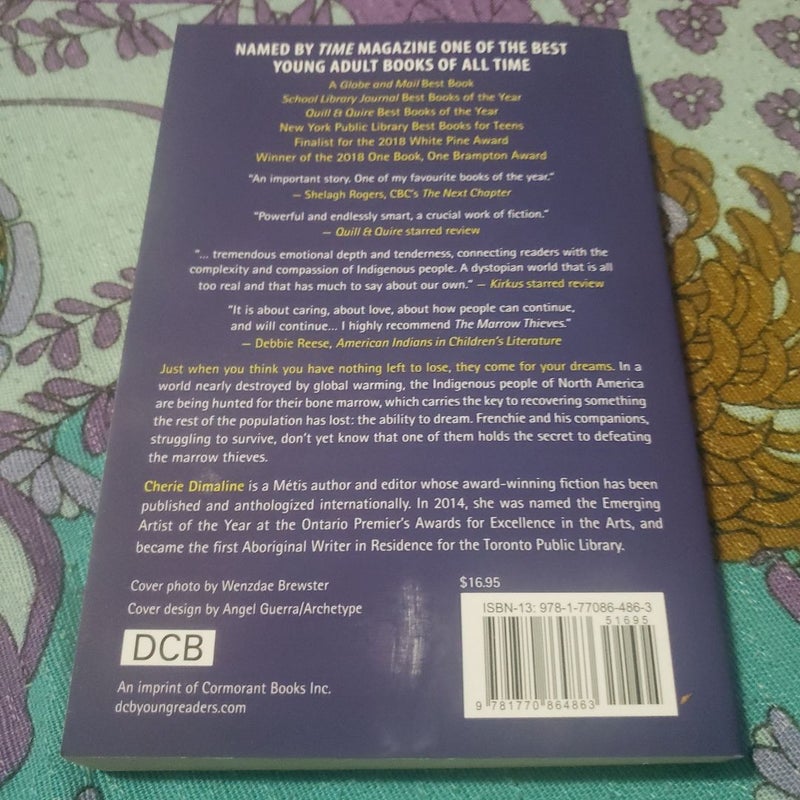 NAMED BY TIME MAGAZINE ONE OF THE BEST
YOUNG ADULT BOOKS OF ALL TIME
A Globe and Mail Best Book
School Library Journal Best Books of the Year
Quill & Quire Best Books of the Year
New York Public Library Best Books for Teens
Finalist for the 2018 White Pine Award
Winner of the 2018 One Book, One Brampton Award
"An important story. One of my favourite books of the year."
— Shelagh Rogers, CBC's The Next Chapter
"Powerful and endlessly smart, a crucial work of fiction."
— Quill & Quire starred review
"... tremendous emotional depth and tenderness, connecting readers with the
complexity and compassion of Indigenous people. A dystopian world that is all
too real and that has much to say about our own." — Kirkus starred review
"It is about caring, about love, about how people can continue,
and will continue... I highly recommend The Marrow Thieves."
— Debbie Reese, American Indians in Children's Literature
Just when you think you have nothing left to lose, they come for your dreams. In a
world nearly destroyed by global warming, the Indigenous people of North America
are being hunted for their bone marrow, which carries the key to recovering something
the rest of the population has lost: the ability to dream. Frenchie and his companions,
struggling to survive, don't yet know that one of them holds the secret to defeating
the marrow thieves.
Cherie Dimaline is a Métis author and editor whose award-winning fiction has been
published and anthologized internationally. In 2014, she was named the Emerging
Artist of the Year at the Ontario Premier's Awards for Excellence in the Arts, and
became the first Aboriginal Writer in Residence for the Toronto Public Library.
Cover photo by Wenzdae Brewster
Cover design by Angel Guerra/Archetype
DCB
An imprint of Cormorant Books Inc.
dcbyoungreaders.com
$16.95
ISBN-13: 978-1-77086-486-3
51695
9 781770 864863